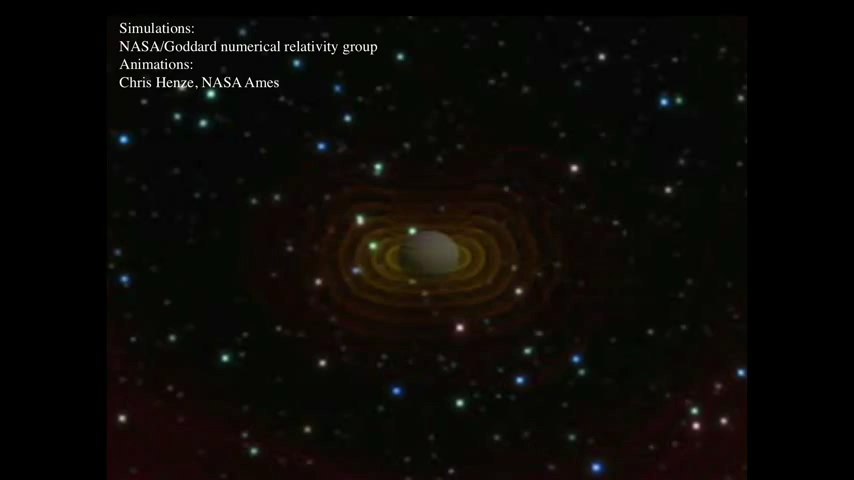 Simulations:
NASA/Goddard numerical relativity group
Animations:
Chris Henze, NASA Ames